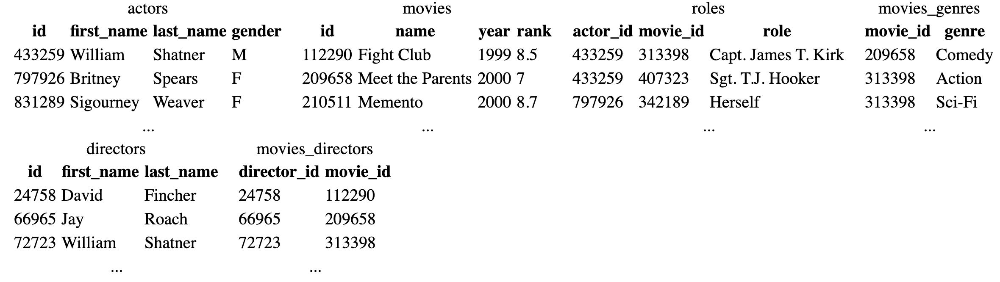 actors movies roles movies_genres
id first_name last_name gender id name year rank actor_id movie_id role movie_id genre
433259 William Shatner M 112290 Fight Club 1999 8.5 433259 313398 Capt. James T. Kirk 209658 Comedy
797926 Britney Spears F 209658 Meet the Parents 2000 7 433259 407323 Sgt. T.J. Hooker 313398 Action
831289 Sigourney Weaver F 210511 Memento 2000 8.7 797926 342189 Herself 313398 Sci-Fi
... ... ... ...
directors movies_directors
id first_name last_name director_id movie_id
24758 David Fincher 24758 112290
66965 Jay Roach 66965 209658
72723 William Shatner 72723 313398
... ...